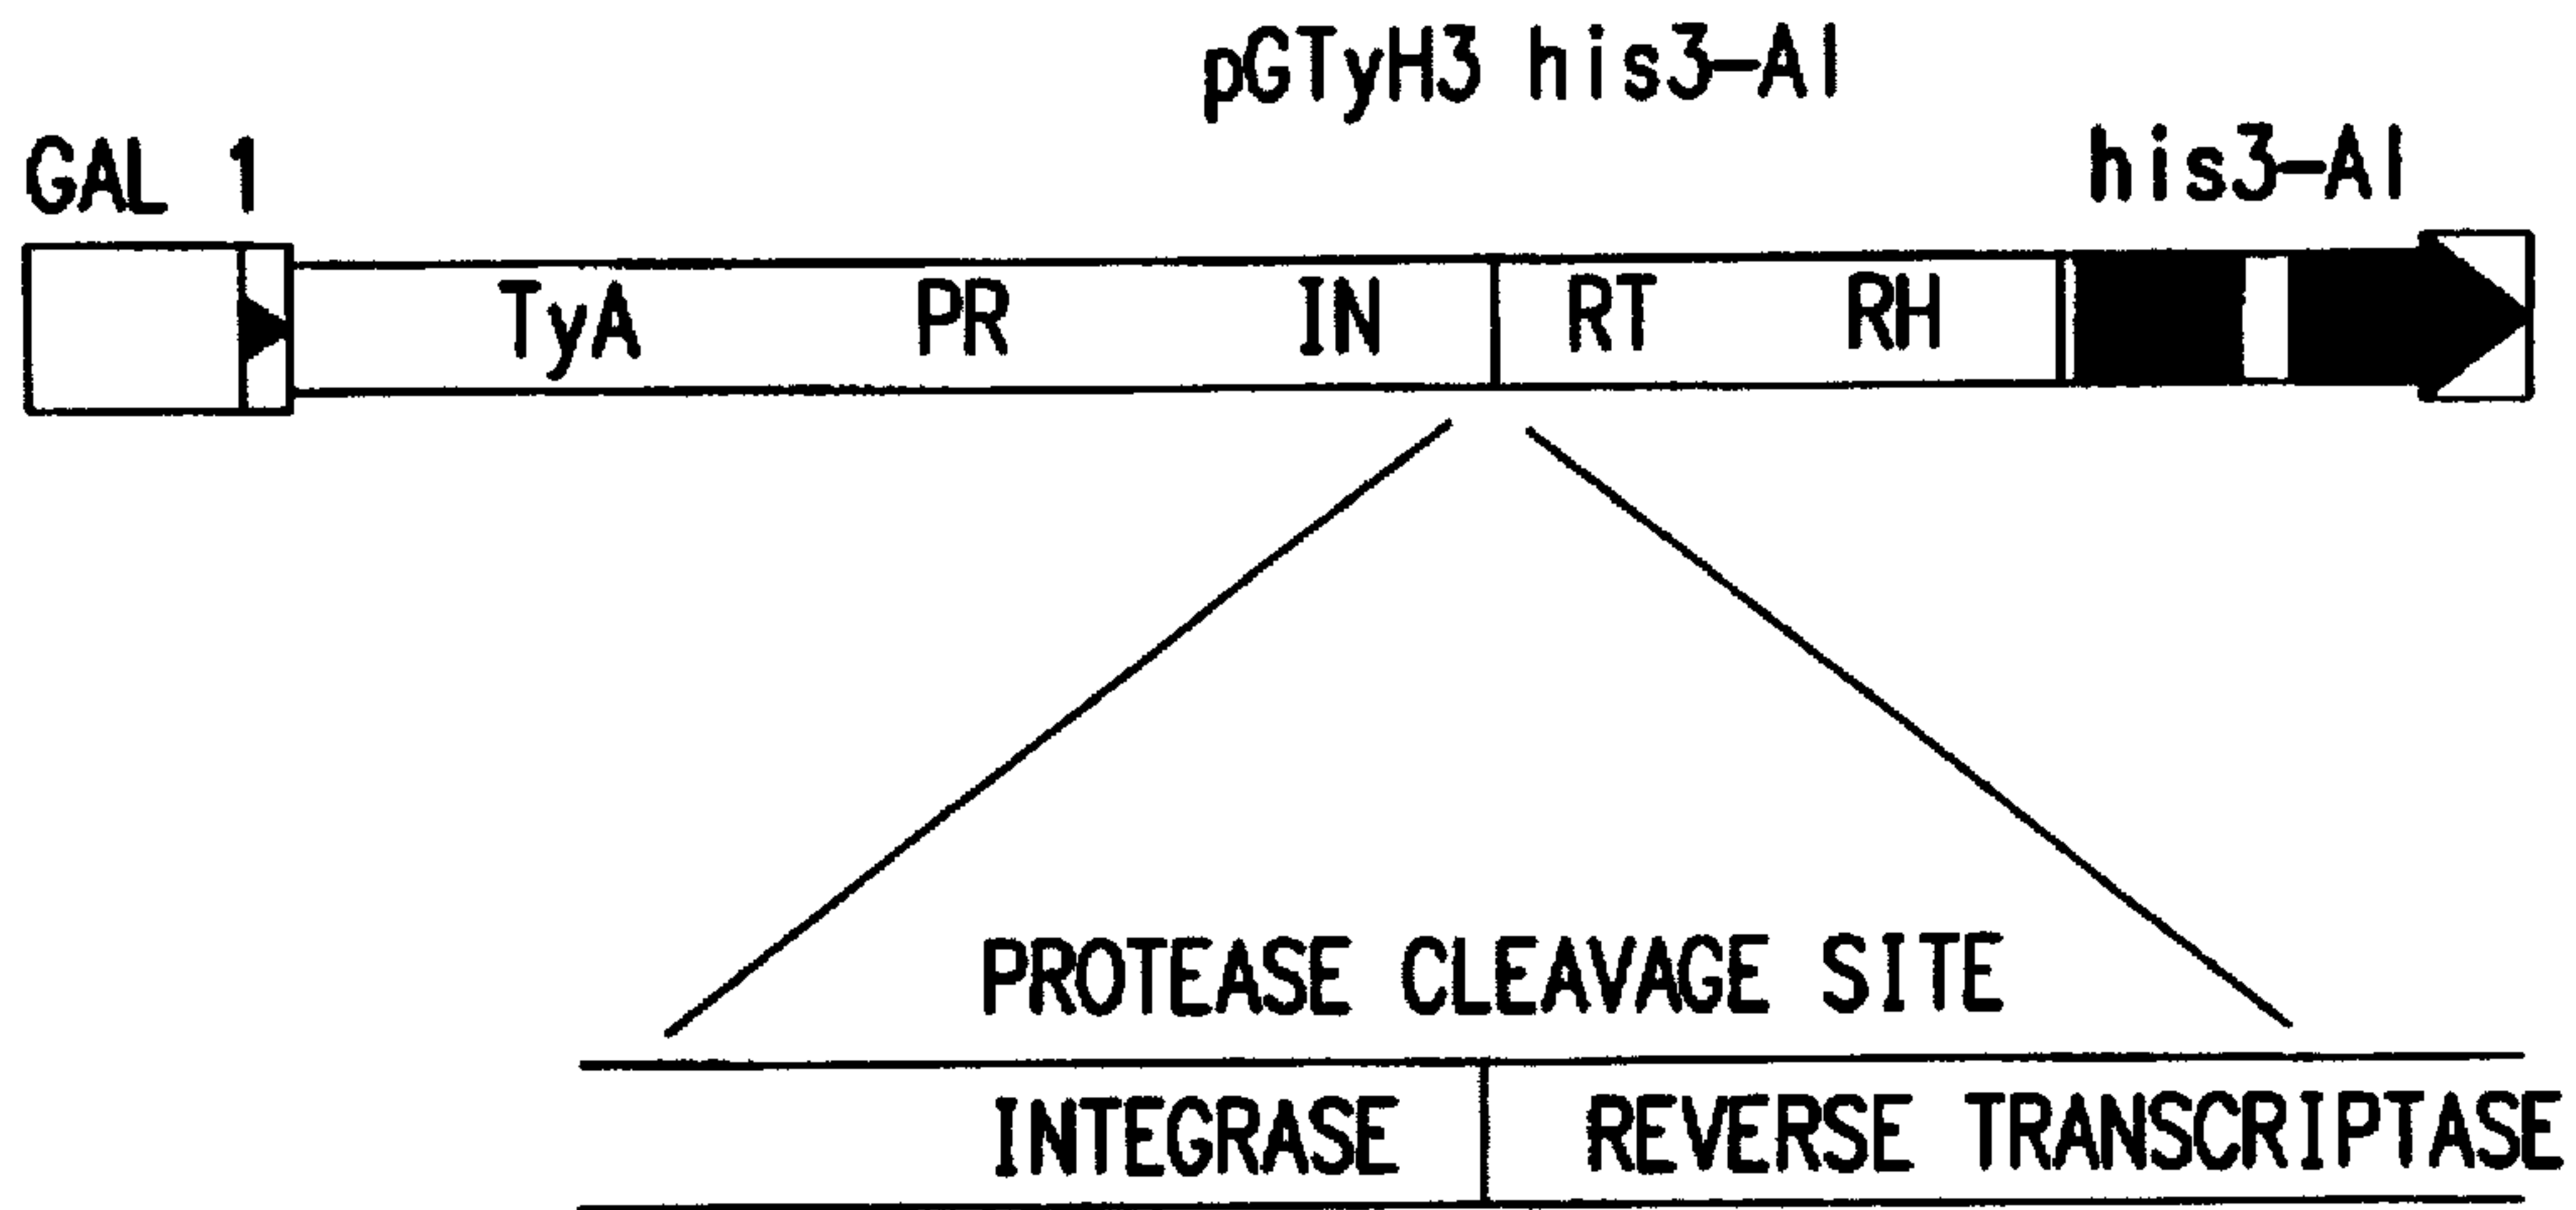 pGTyH3 his3-AI
GAL 1
his3-AI
TyA PR IN RT RH
PROTEASE CLEAVAGE SITE
INTEGRASE REVERSE TRANSCRIPTASE